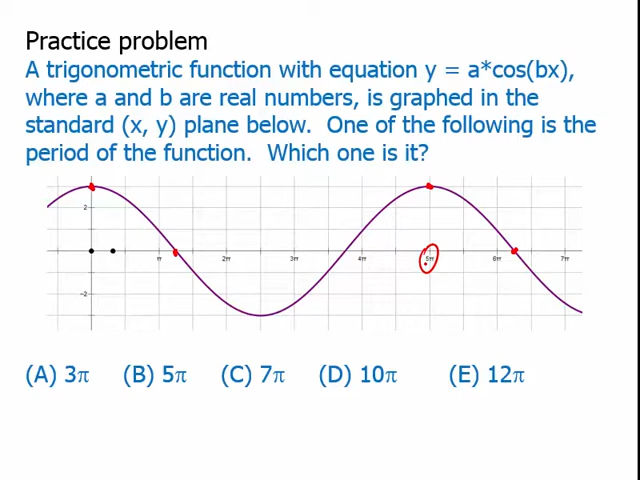 Practice problem
A trigonometric function with equation y = a*cos(bx),
where a and b are real numbers, is graphed in the
standard (x, y) plane below.  One of the following is the
period of the function.  Which one is it?
2
π 2π 3π 4π 5π 6π 7π
−2
(A) 3π (B) 5π (C) 7π (D) 10π (E) 12π